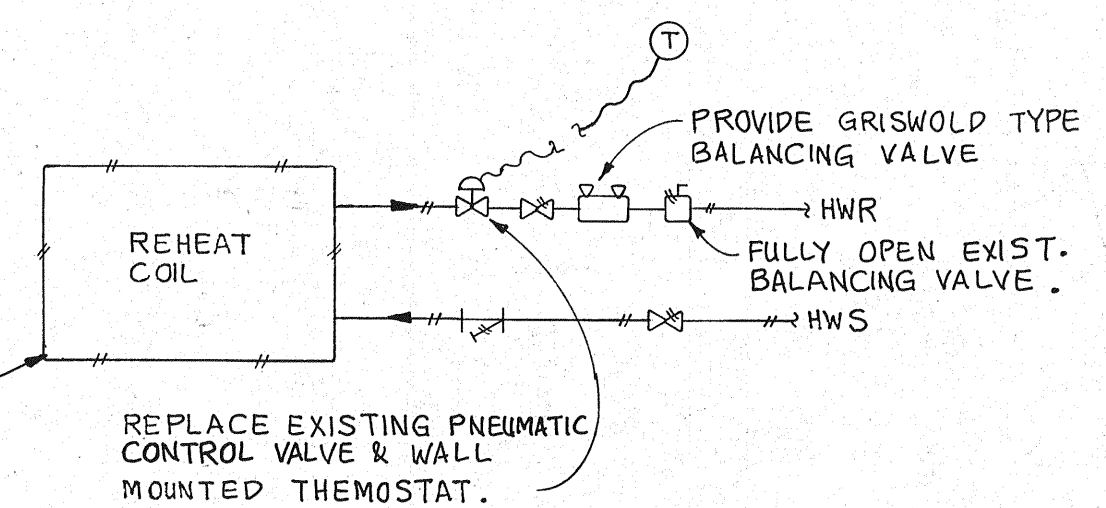 T
PROVIDE GRISWOLD TYPE
BALANCING VALVE
HWR
REHEAT
COIL
FULLY OPEN EXIST.
BALANCING VALVE.
HWS
REPLACE EXISTING PNEUMATIC
CONTROL VALVE & WALL
MOUNTED THEMOSTAT.